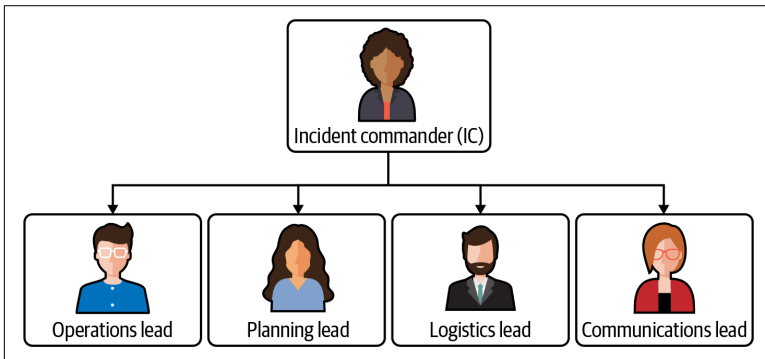 Incident commander (IC)
Operations lead
Planning lead
Logistics lead
Communications lead